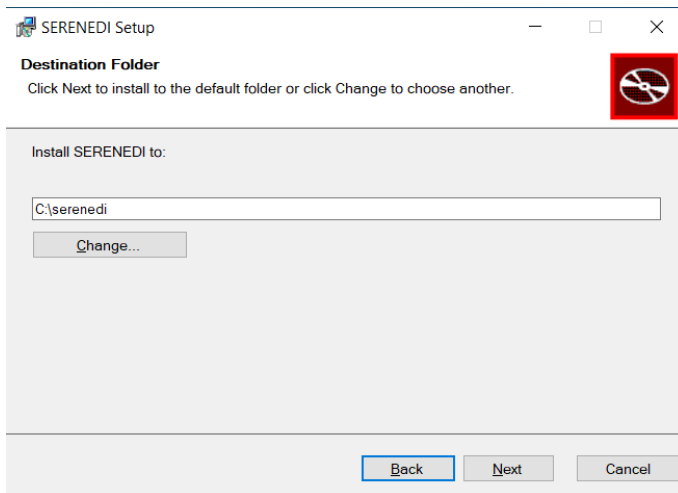 SERENEDI Setup
Destination Folder
Click Next to install to the default folder or click Change to choose another.
Install SERENEDI to:
C:\serenedi
Change...
Back Next Cancel